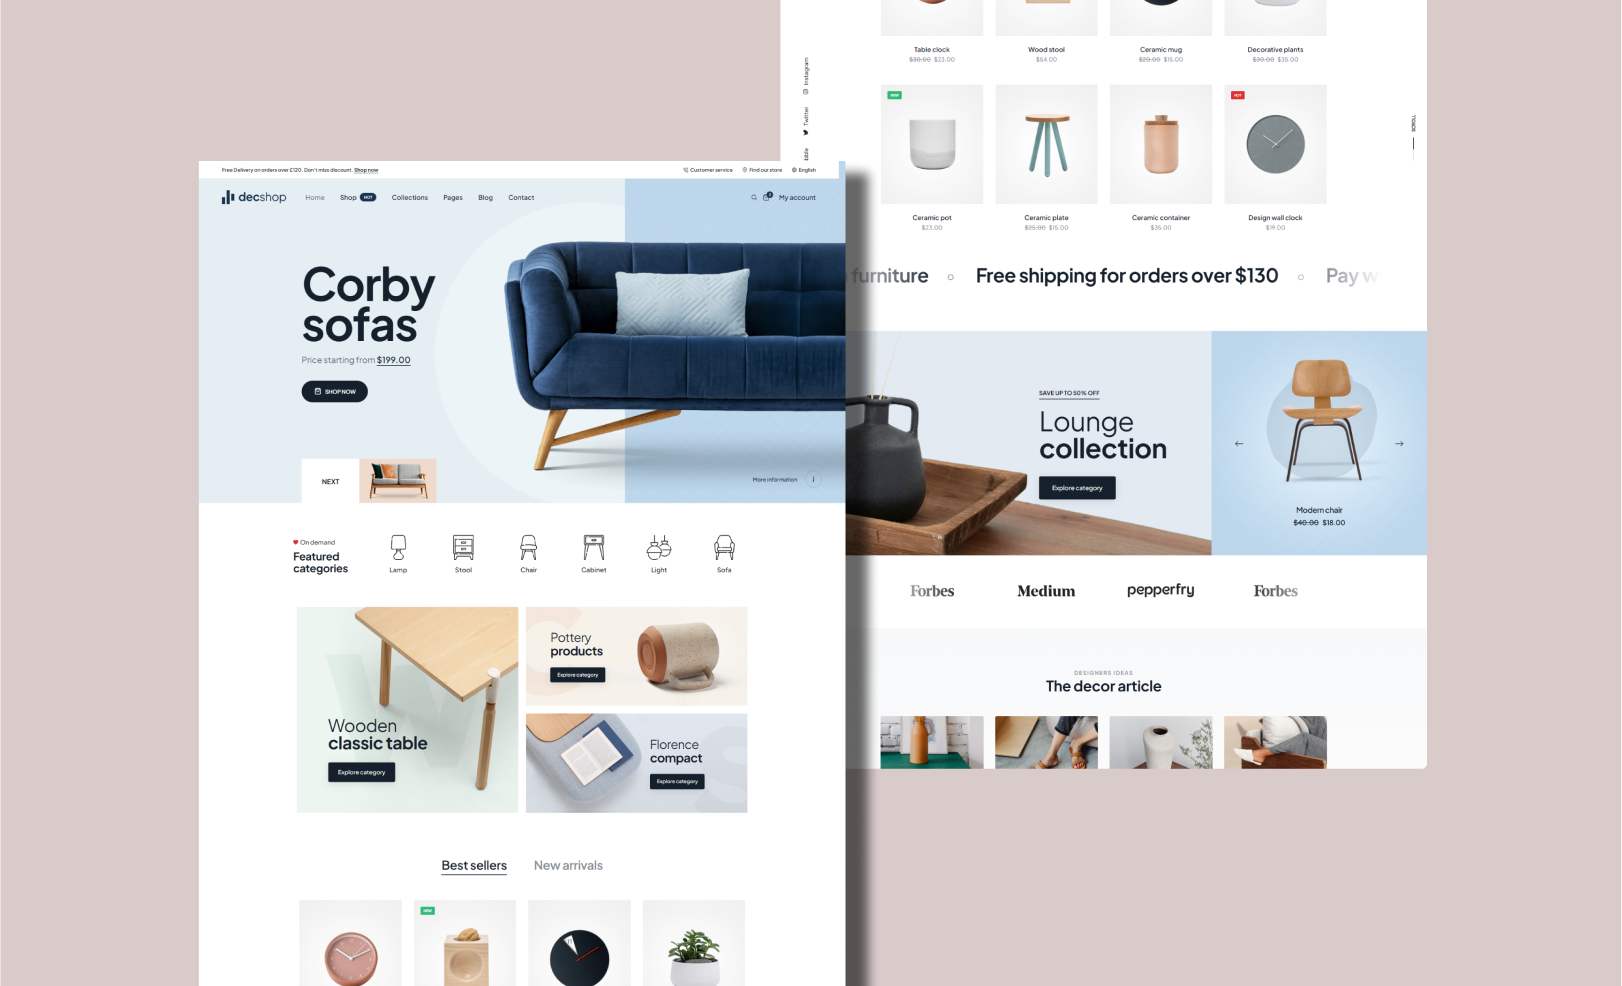 Free Delivery on orders over £120. Don't miss discount. Shop now
Customer service
Find our store
English
decshop
Home
Shop
HOT
Collections
Pages
Blog
Contact
My account
Corby
sofas
Price starting from $199.00
SHOP NOW
NEXT
More information
On demand
Featured
categories
Lamp
Stool
Chair
Cabinet
Light
Sofa
Wooden
classic table
Explore category
Pottery
products
Explore category
Florence
compact
Explore category
Best sellers
New arrivals
NEW
Instagram
Twitter
bble
SCROLL
Table clock
$30.00 $23.00
Wood stool
$64.00
Ceramic mug
$20.00 $15.00
Decorative plants
$30.00 $35.00
NEW
HOT
Ceramic pot
$23.00
Ceramic plate
$25.00 $15.00
Ceramic container
$35.00
Design wall clock
$19.00
furniture
Free shipping for orders over $130
Pay w
SAVE UP TO 50% OFF
Lounge
collection
Explore category
Modern chair
$40.00 $18.00
Forbes
Medium
pepperfry
Forbes
DESIGNERS IDEAS
The decor article